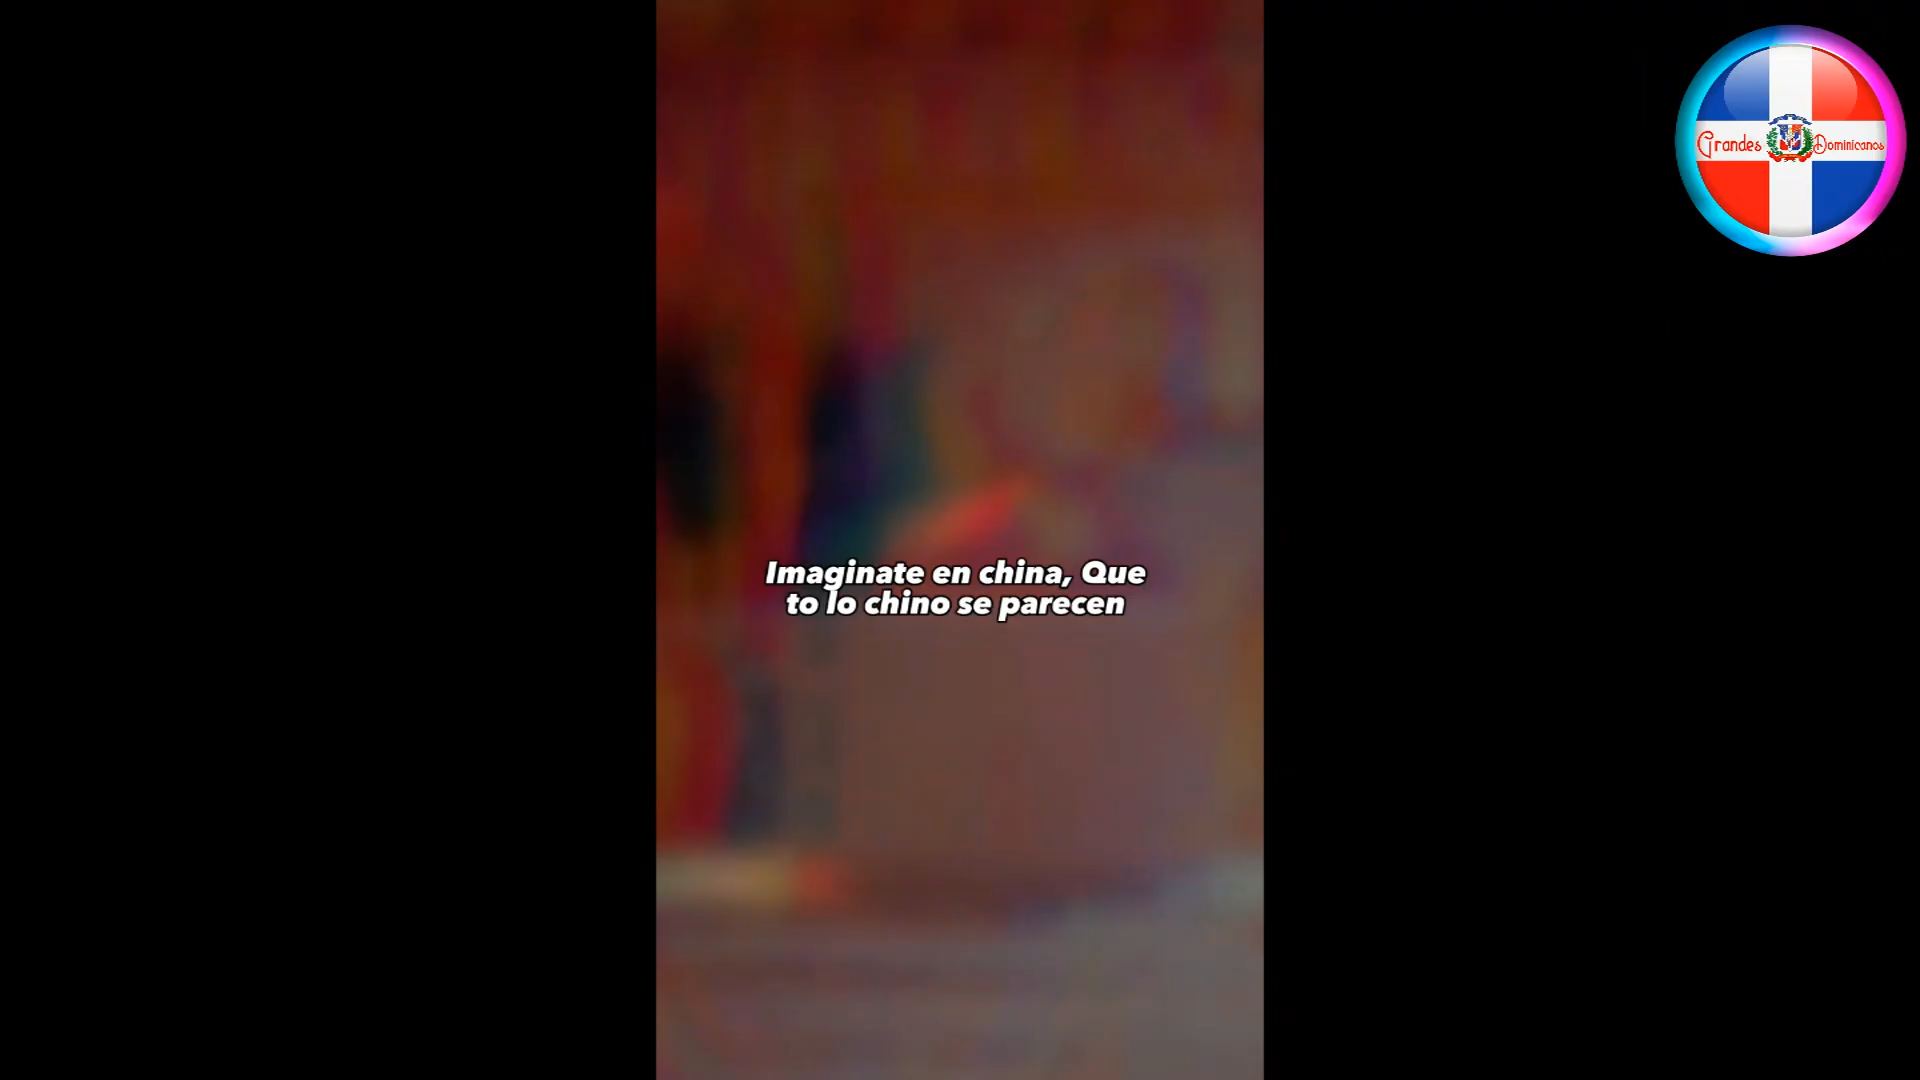 Grandes Dominicanos
Imaginate en china, Que
to lo chino se parecen